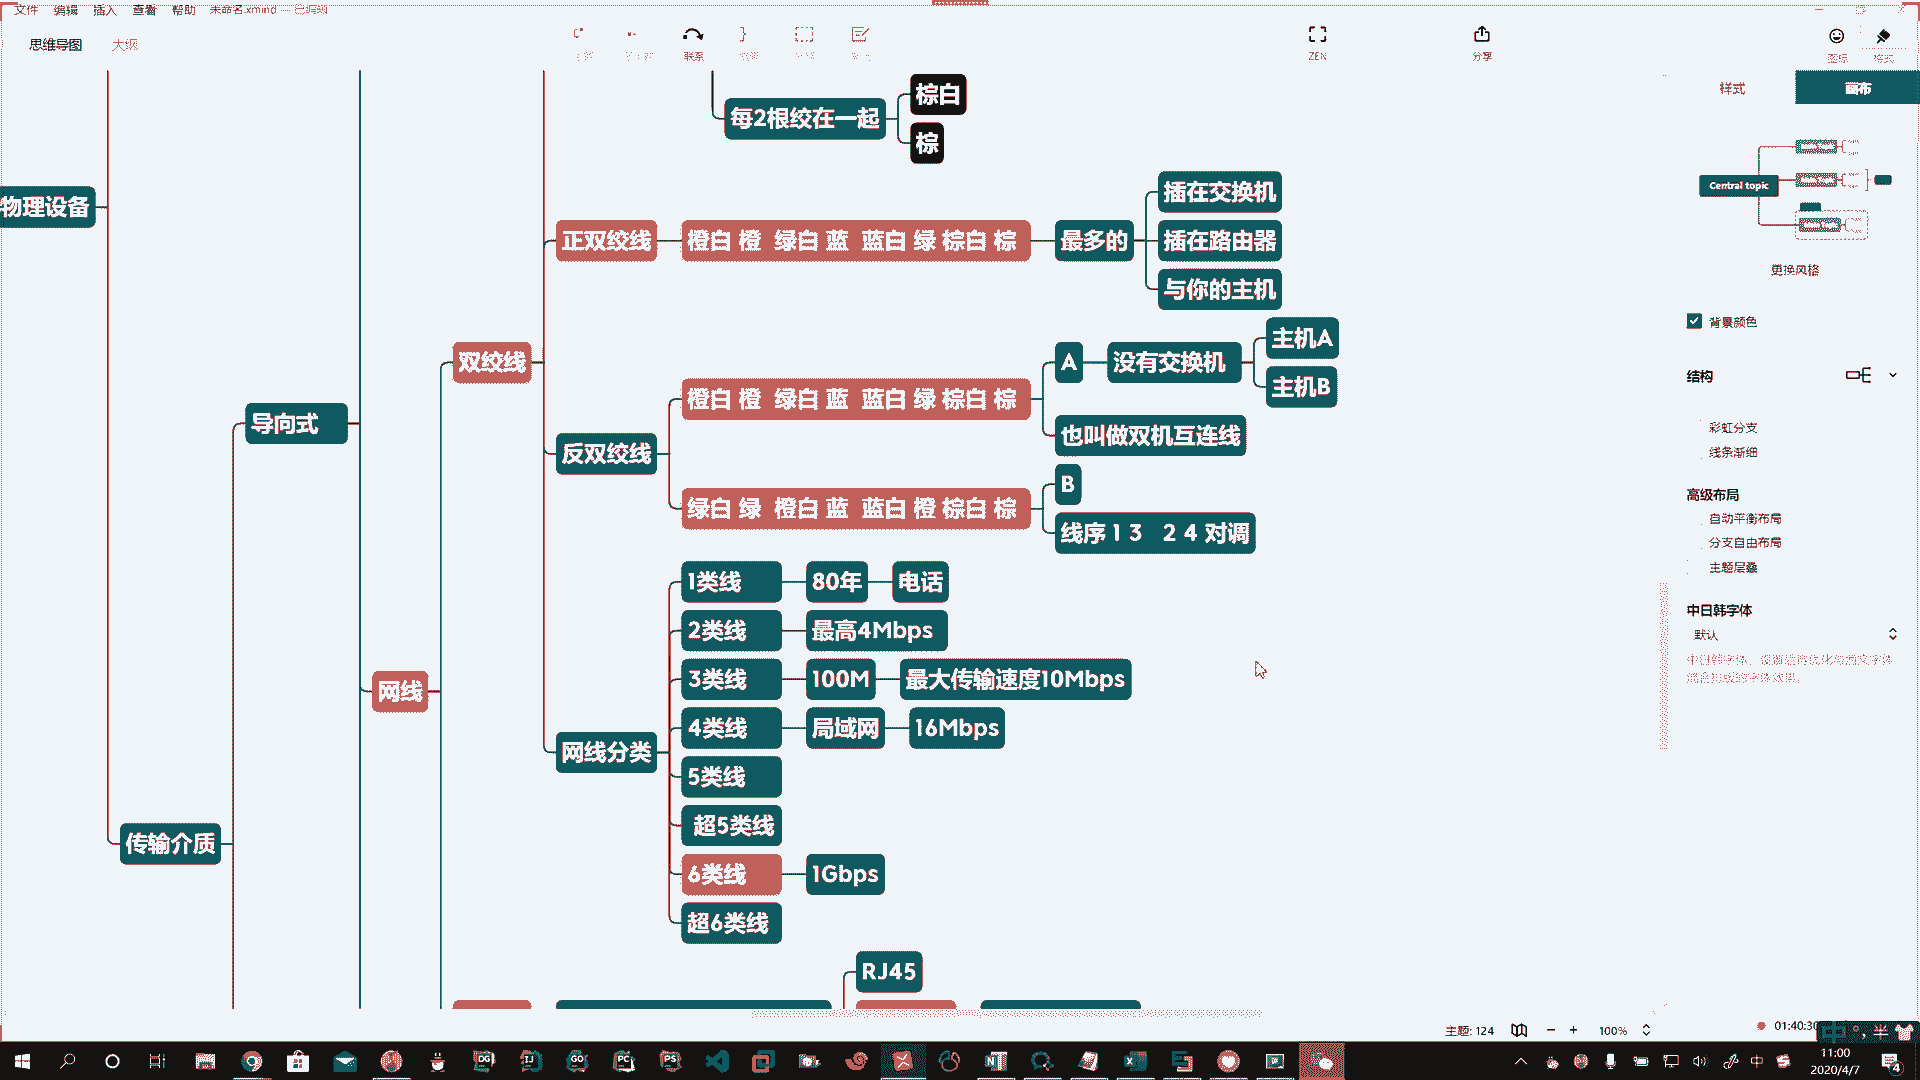 文件 编辑 插入 查看 帮助 未命名.xmind — 已编辑
思维导图 大纲
联系
ZEN
分享
样式
画布
每2根绞在一起
棕白
棕
物理设备
正双绞线
橙白 橙 绿白 蓝 蓝白 绿 棕白 棕
最多的
插在交换机
插在路由器
与你的主机
双绞线
反双绞线
橙白 橙 绿白 蓝 蓝白 绿 棕白 棕
A
没有交换机
主机A
主机B
也叫做双机互连线
绿白 绿 橙白 蓝 蓝白 橙 棕白 棕
B
线序 1 3 2 4 对调
导向式
网线
传输介质
网线分类
1类线
80年
电话
2类线
最高4Mbps
3类线
100M
最大传输速度10Mbps
4类线
局域网
16Mbps
5类线
超5类线
6类线
1Gbps
超6类线
RJ45
Central topic
更换风格
背景颜色
结构
彩虹分支
线条渐细
高级布局
自动平衡布局
分支自由布局
主题层叠
中日韩字体
默认
主题: 124
100%
01:40:30
中
11:00
2020/4/7
4